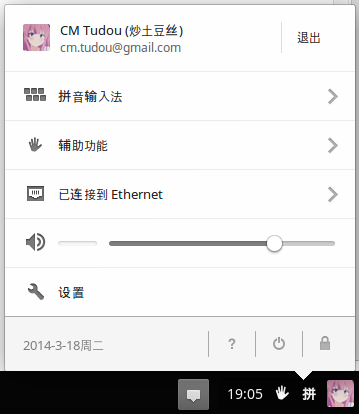 CM Tudou (炒土豆丝)
cm.tudou@gmail.com
退出
拼音输入法
辅助功能
已连接到 Ethernet
设置
2014-3-18周二
?
19:05
拼